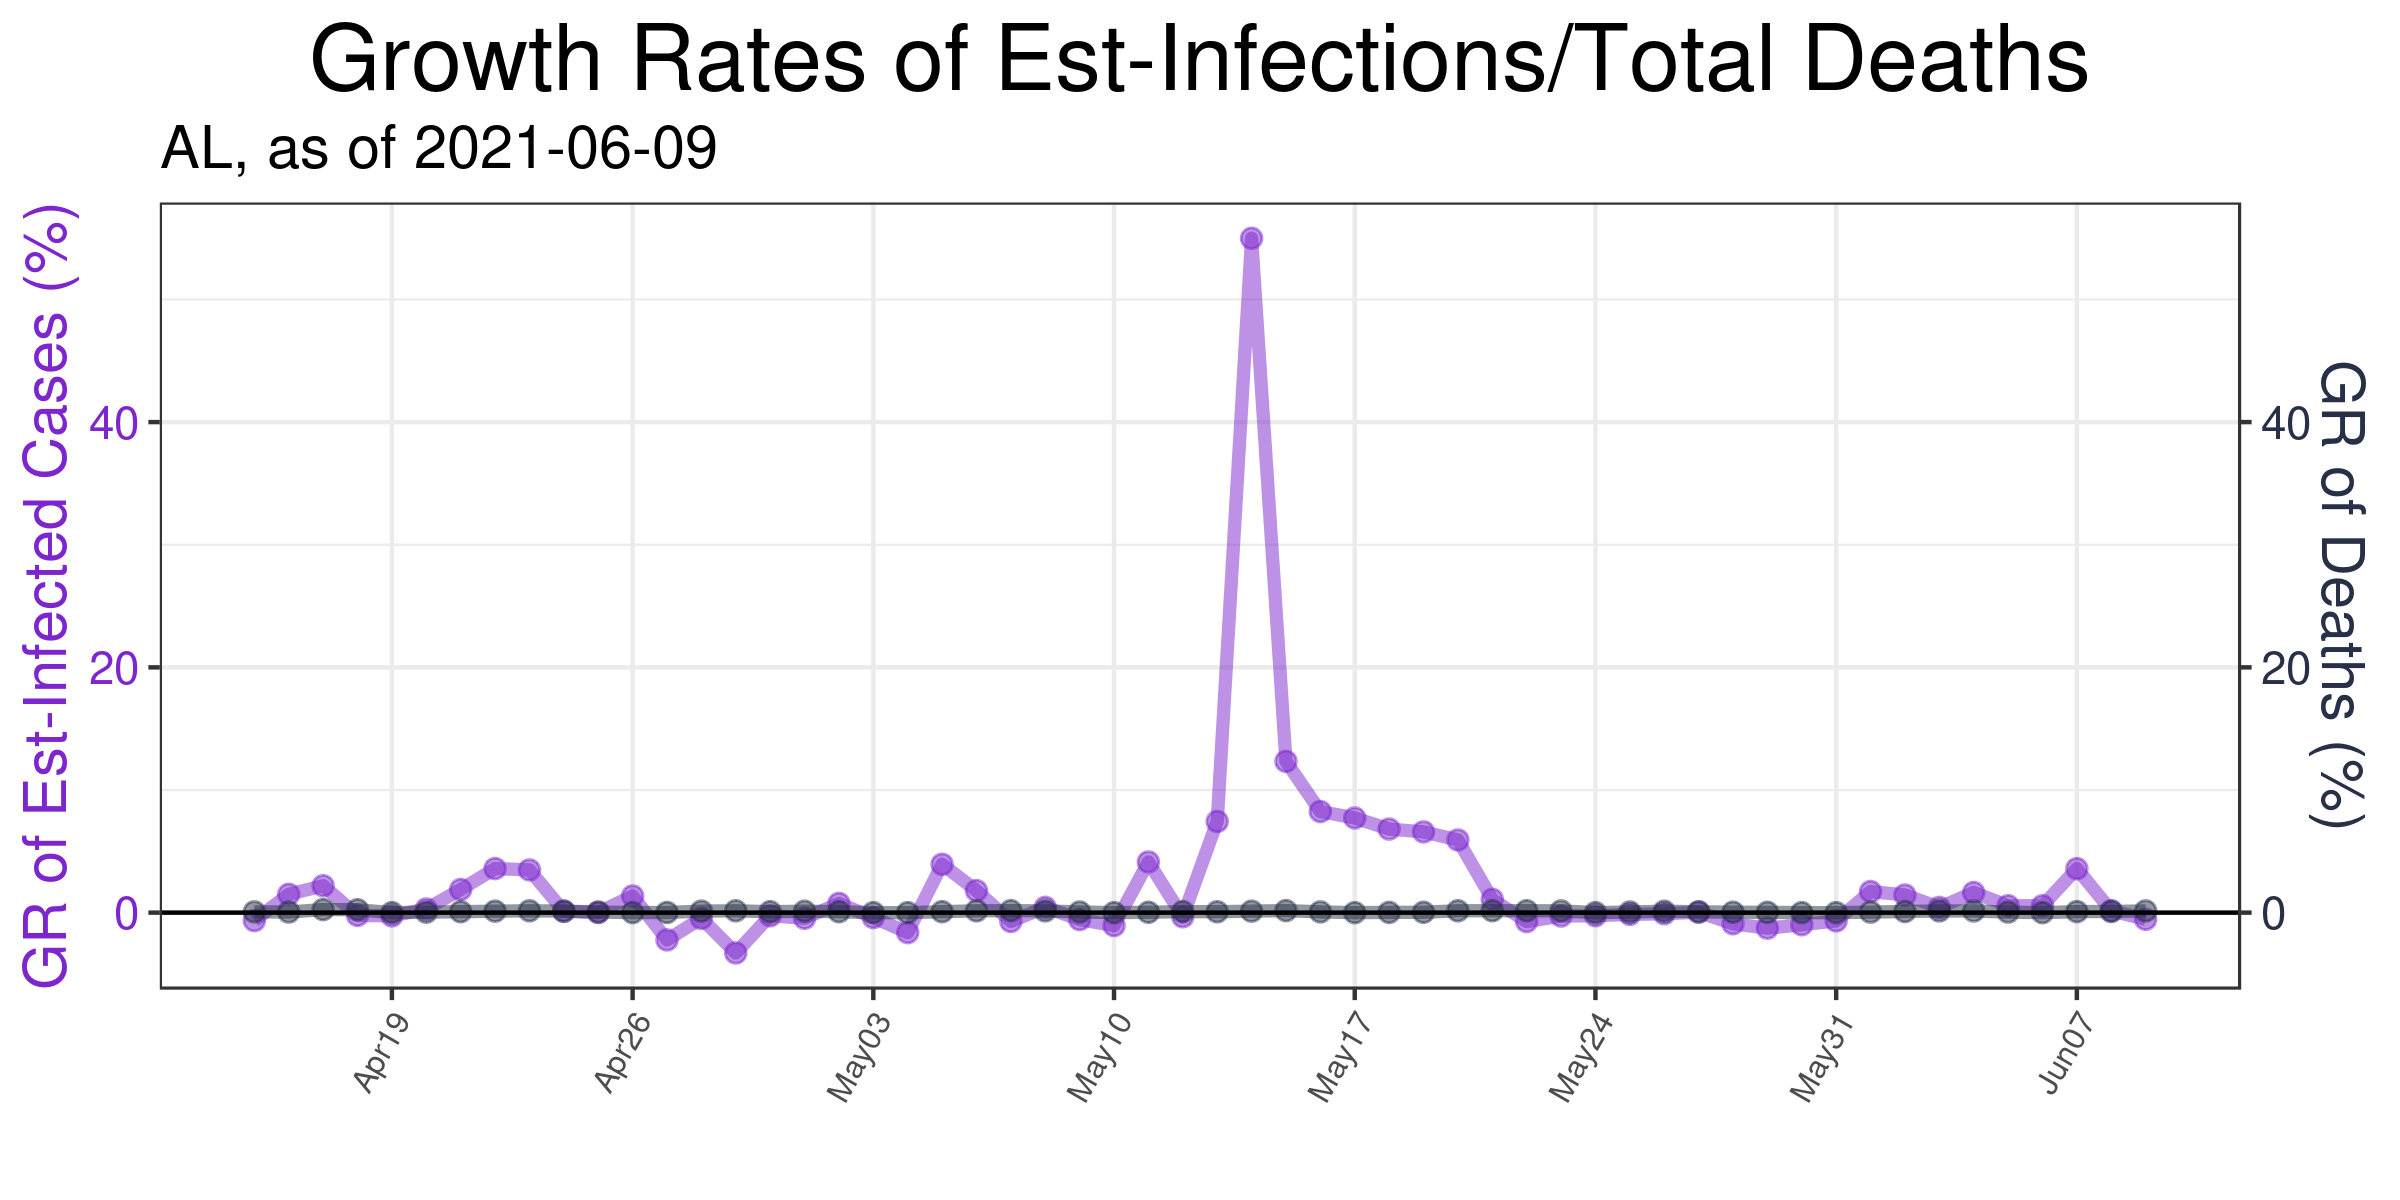 Growth Rates of Est-Infections/Total Deaths
AL, as of 2021-06-09
GR of Est-Infected Cases (%)
40
20
0
40
20
0
GR of Deaths (%)
Apr19
Apr26
May03
May10
May17
May24
May31
Jun07